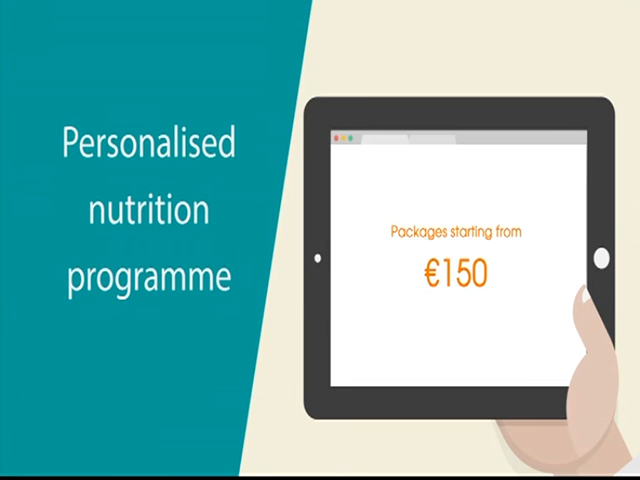 Personalised
nutrition
programme
Packages starting from
€150